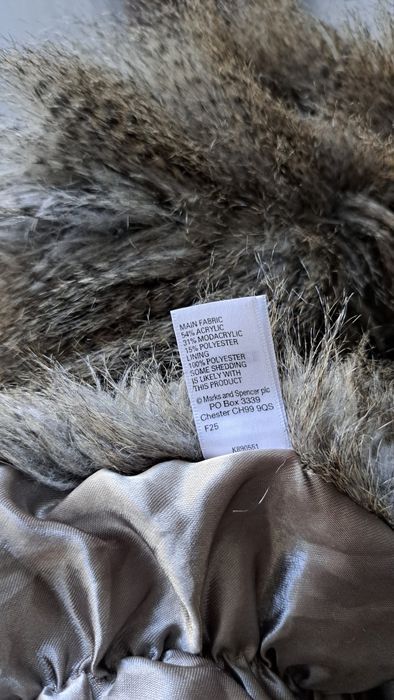 MAIN FABRIC
54% ACRYLIC
31% MODACRYLIC
15% POLYESTER
LINING
100% POLYESTER
SOME SHEDDING
IS LIKELY WITH
THIS PRODUCT
© Marks and Spencer plc
PO Box 3339
Chester CH99 9QS
F25
K890551